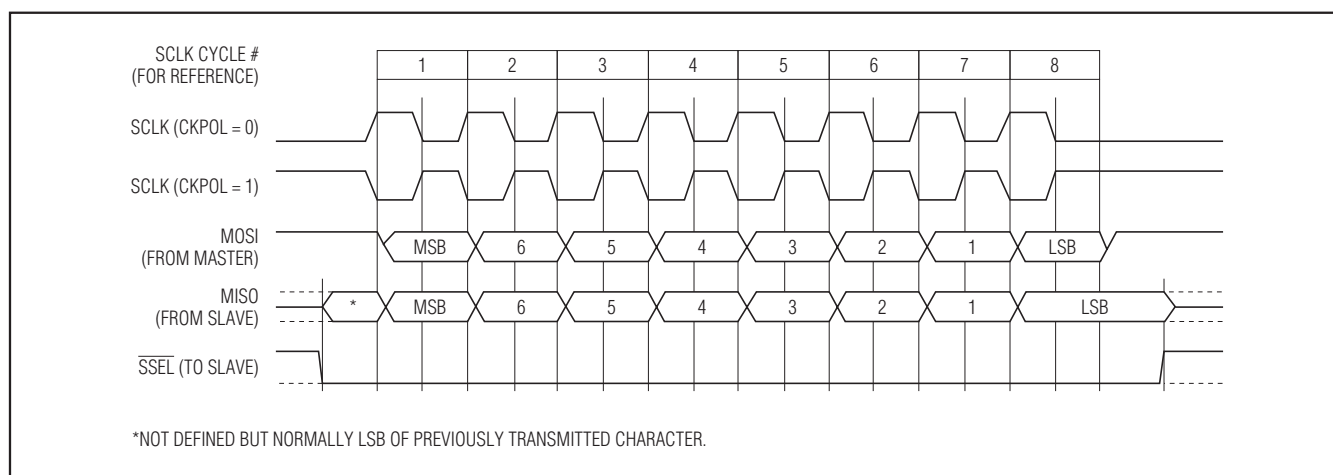 SCLK CYCLE #
(FOR REFERENCE)
1 2 3 4 5 6 7 8
SCLK (CKPOL = 0)
SCLK (CKPOL = 1)
MOSI
(FROM MASTER)
MSB 6 5 4 3 2 1 LSB
MISO
(FROM SLAVE)
* MSB 6 5 4 3 2 1 LSB
SSEL (TO SLAVE)
*NOT DEFINED BUT NORMALLY LSB OF PREVIOUSLY TRANSMITTED CHARACTER.